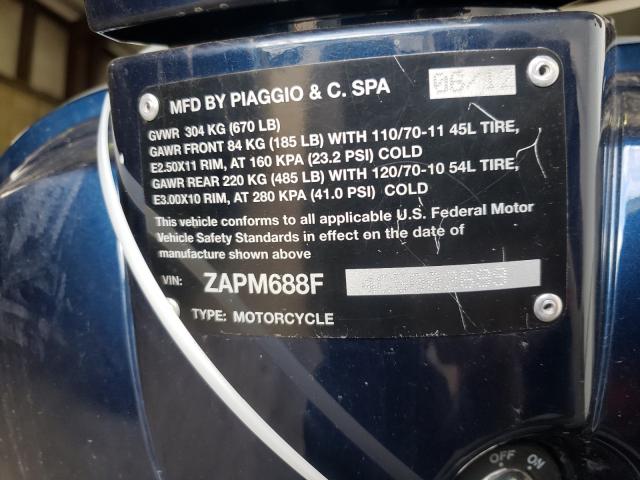 MFD BY PIAGGIO & C. SPA 06/17
GVWR 304 KG (670 LB)
GAWR FRONT 84 KG (185 LB) WITH 110/70-11 45L TIRE,
E2.50X11 RIM, AT 160 KPA (23.2 PSI) COLD
GAWR REAR 220 KG (485 LB) WITH 120/70-10 54L TIRE,
E3.00X10 RIM, AT 280 KPA (41.0 PSI) COLD
This vehicle conforms to all applicable U.S. Federal Motor
Vehicle Safety Standards in effect on the date of
manufacture shown above
VIN: ZAPM688F
TYPE: MOTORCYCLE
OFF ON